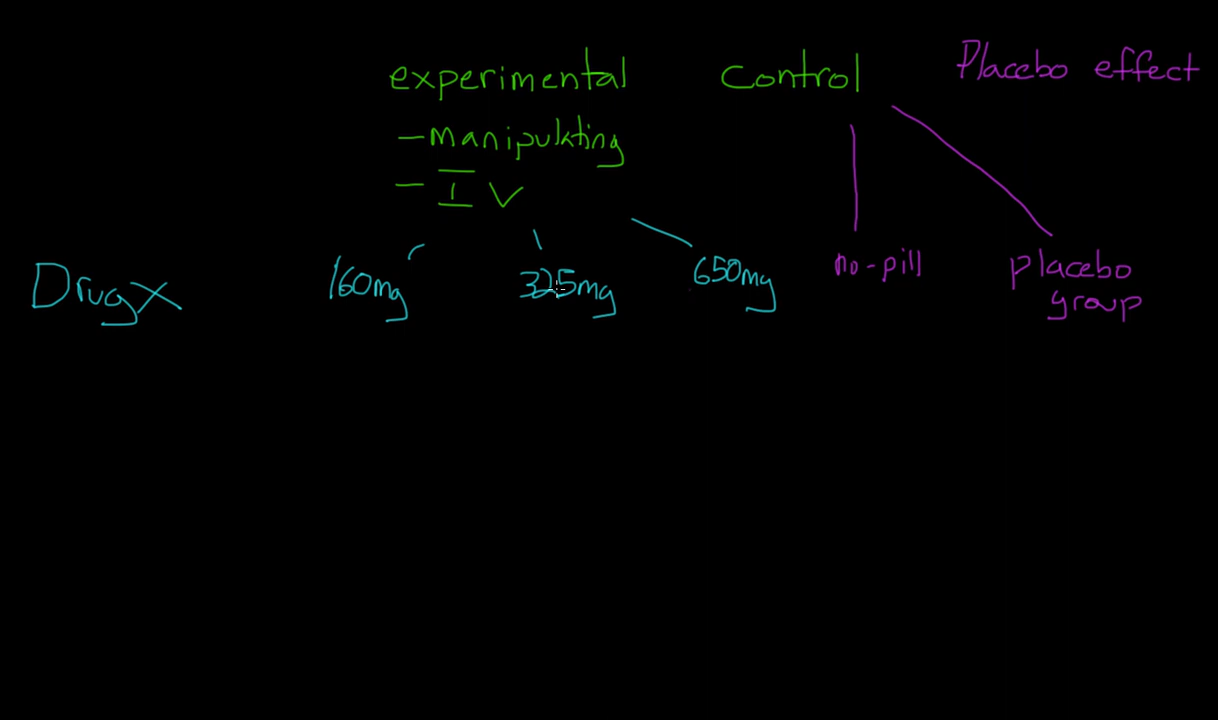 experimental Control Placebo effect
- Manipulating
- IV
Drug X 160mg 325mg 650mg no-pill placebo
group